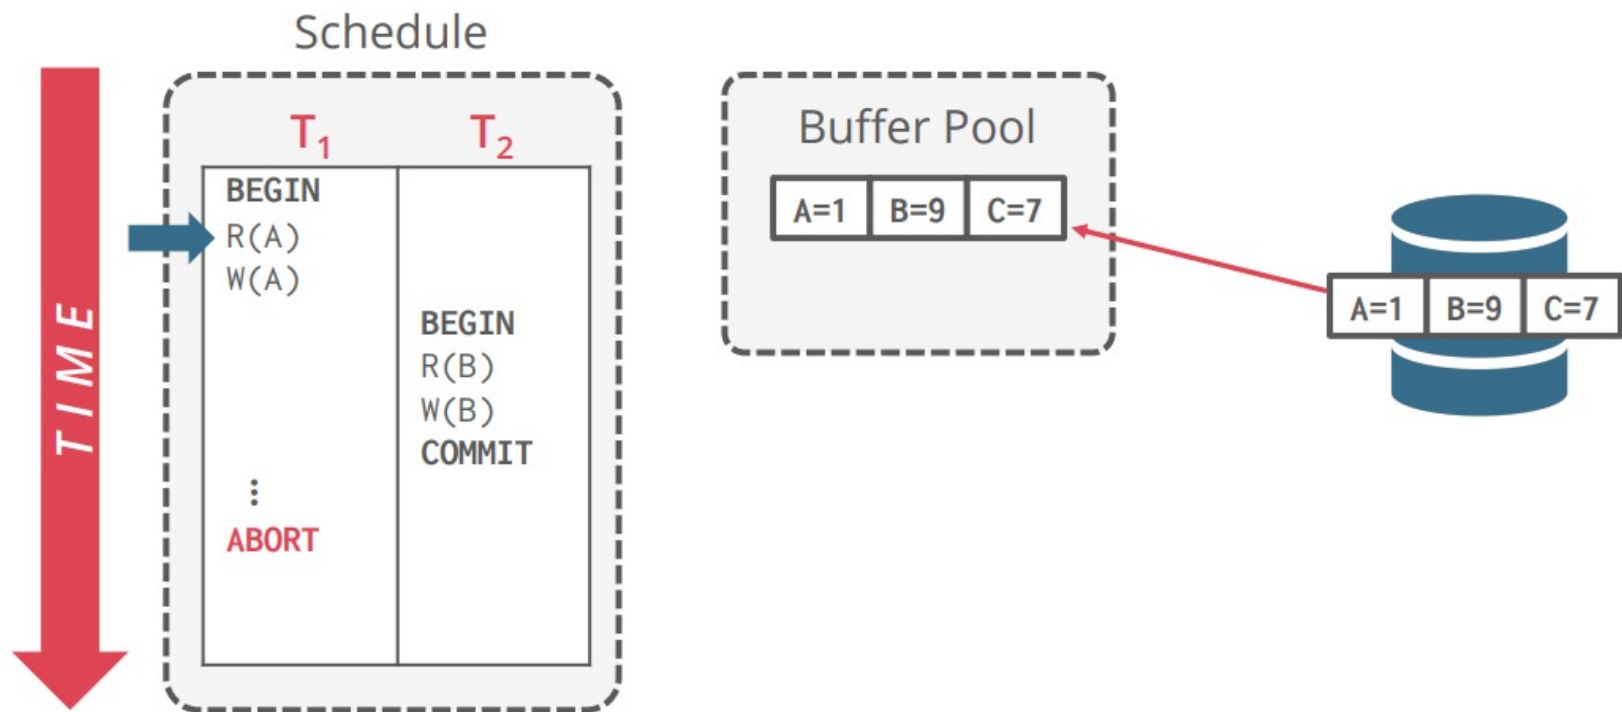 Schedule
TIME
T1 T2
BEGIN
R(A)
W(A)
BEGIN
R(B)
W(B)
COMMIT
⋮
ABORT
Buffer Pool
A=1 B=9 C=7
A=1 B=9 C=7